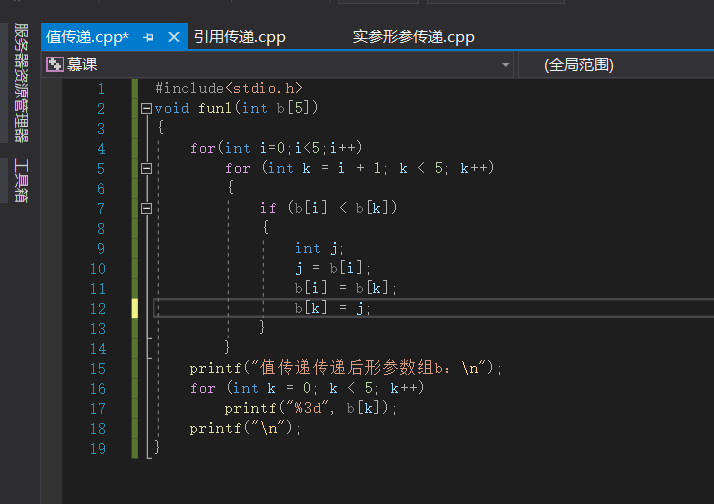 值传递.cpp* 引用传递.cpp 实参形参传递.cpp
慕课 (全局范围)
服务器资源管理器
工具箱
1 #include<stdio.h>
2 void fun1(int b[5])
3 {
4 for(int i=0;i<5;i++)
5 for (int k = i + 1; k < 5; k++)
6 {
7 if (b[i] < b[k])
8 {
9 int j;
10 j = b[i];
11 b[i] = b[k];
12 b[k] = j;
13 }
14 }
15 printf("值传递传递后形参数组b：\n");
16 for (int k = 0; k < 5; k++)
17 printf("%3d", b[k]);
18 printf("\n");
19 }